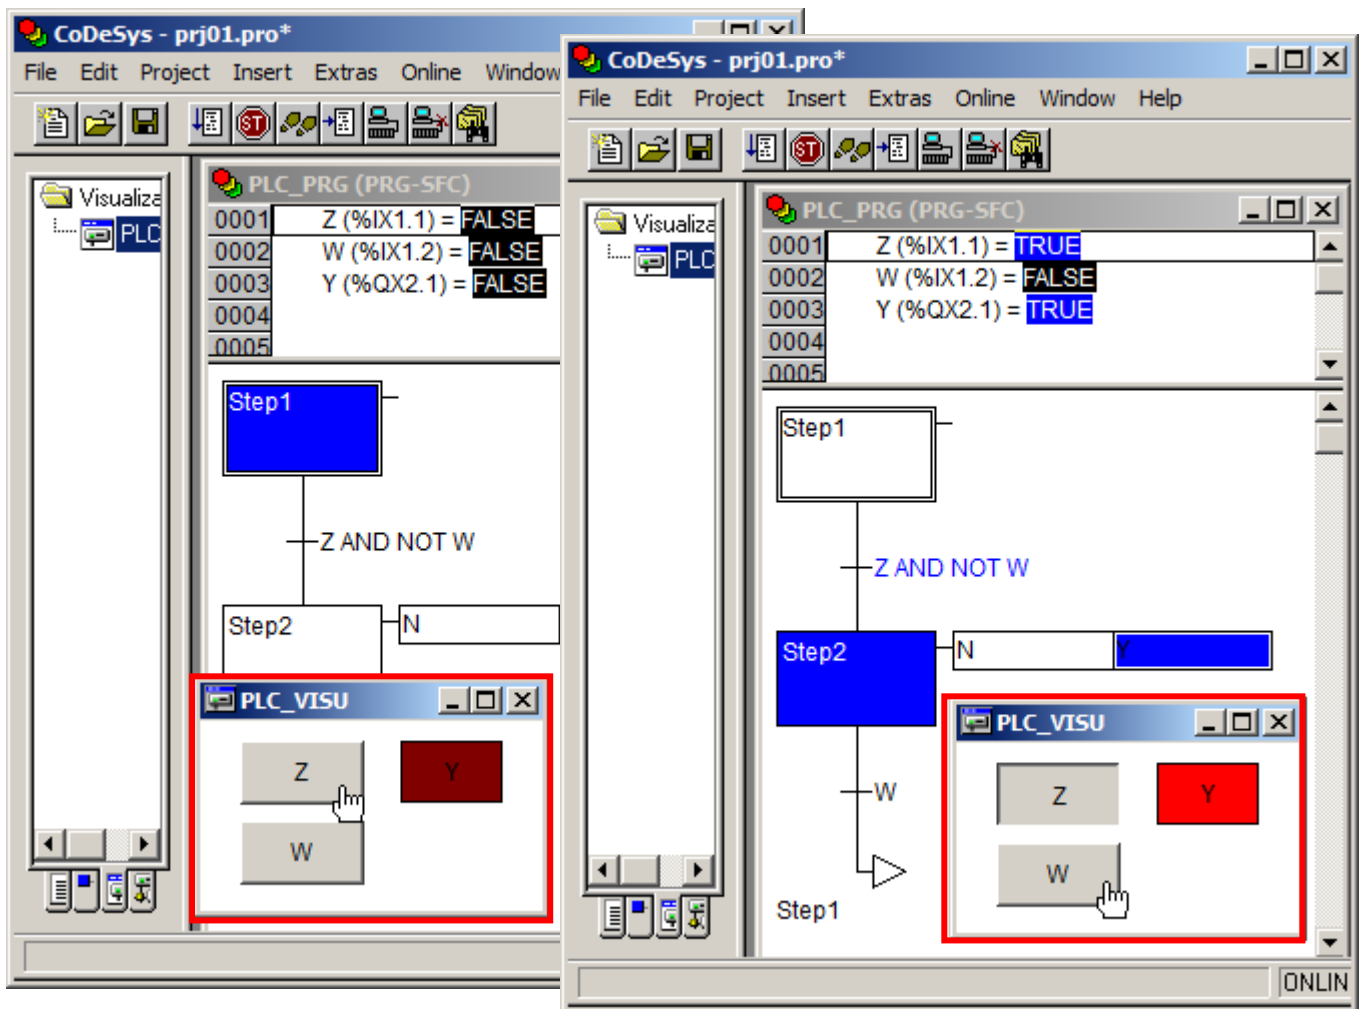 CoDeSys - prj01.pro*
File Edit Project Insert Extras Online Window
ST
Visualiza
PLC
PLC_PRG (PRG-SFC)
0001 Z (%IX1.1) = FALSE
0002 W (%IX1.2) = FALSE
0003 Y (%QX2.1) = FALSE
0004
0005
Step1
Z AND NOT W
Step2 N
PLC_VISU
Z Y
W
CoDeSys - prj01.pro*
File Edit Project Insert Extras Online Window Help
ST
Visualiza
PLC
PLC_PRG (PRG-SFC)
0001 Z (%IX1.1) = TRUE
0002 W (%IX1.2) = FALSE
0003 Y (%QX2.1) = TRUE
0004
0005
Step1
Z AND NOT W
Step2 N Y
W
Step1
PLC_VISU
Z Y
W
ONLIN